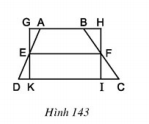 G A B H
E F
D K I C
Hình 143